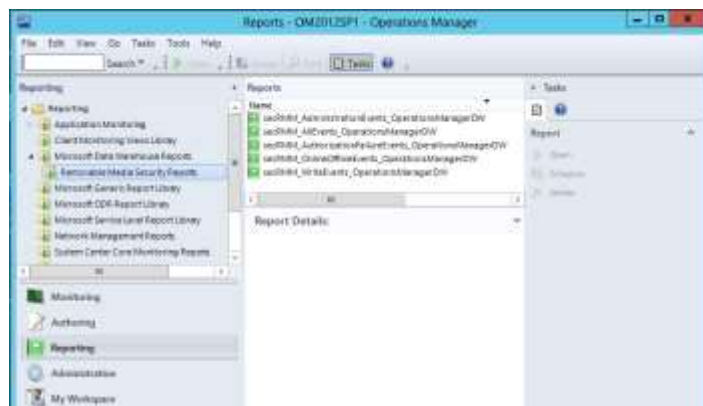 Reports - OM2012SP1 - Operations Manager
File Edit View Go Tasks Tools Help
Search
Tasks
Reporting
Reporting
Application Monitoring
Client Monitoring Views Library
Microsoft Data Warehouse Reports
Removable Media Security Reports
Microsoft Generic Report Library
Microsoft ODR Report Library
Microsoft Service Level Report Library
Network Management Reports
System Center Core Monitoring Reports
Monitoring
Authoring
Reporting
Administration
My Workspace
Reports
Name
secRMM_AdministrationEvents_OperationsManagerDW
secRMM_AllEvents_OperationsManagerDW
secRMM_AuthorizationFailureEvents_OperationsManagerDW
secRMM_OnlineOfflineEvents_OperationsManagerDW
secRMM_WriteEvents_OperationsManagerDW
Report Details:
Tasks
Report
Open
Schedule